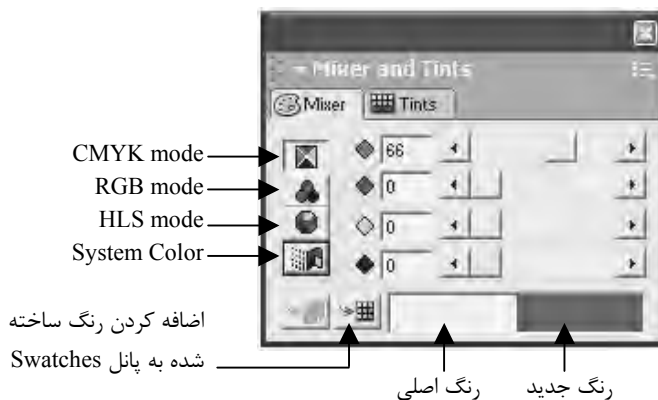 Mixer and Tints
Mixer
Tints
CMYK mode
66
RGB mode
0
HLS mode
0
System Color
0
اضافه کردن رنگ ساخته
شده به پانل Swatches
رنگ اصلی
رنگ جدید